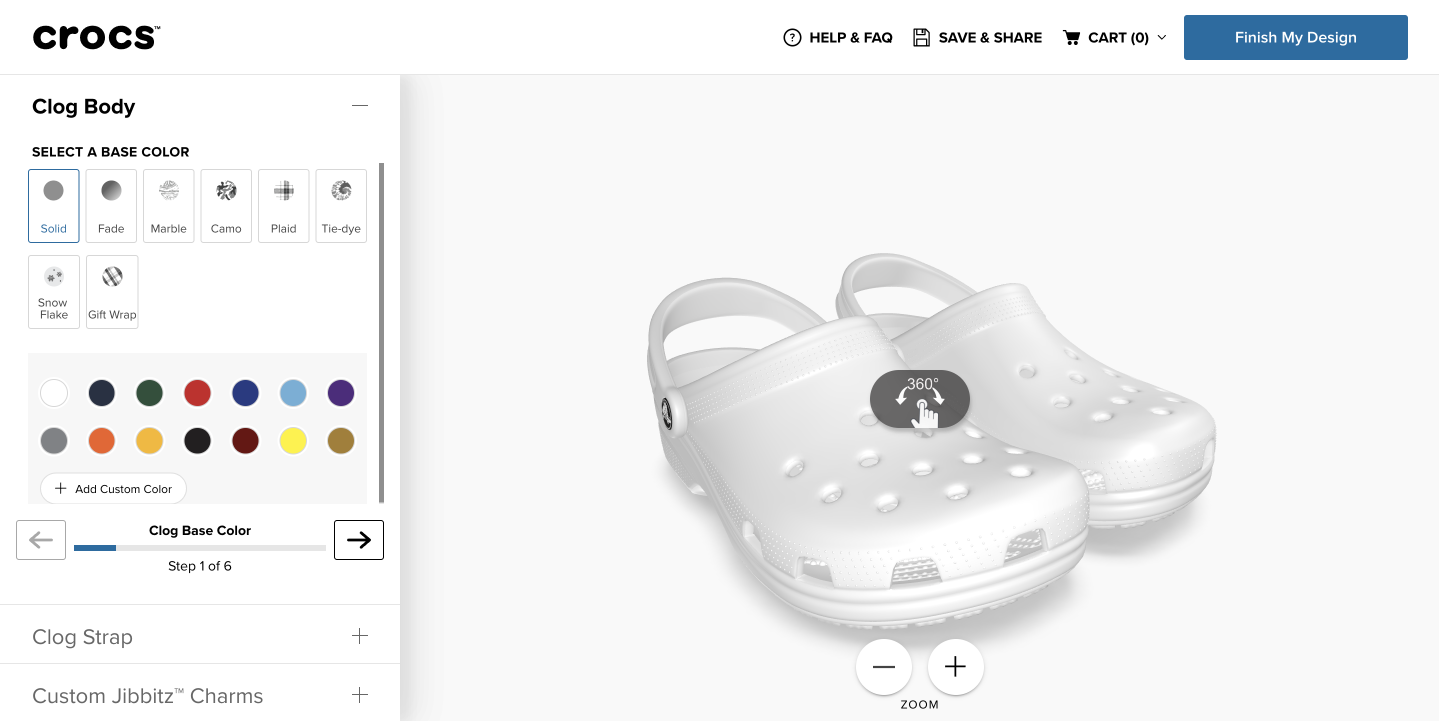 crocs™
HELP & FAQ
SAVE & SHARE
CART (0)
Finish My Design
Clog Body
SELECT A BASE COLOR
Solid
Fade
Marble
Camo
Plaid
Tie-dye
Snow
Flake
Gift Wrap
Add Custom Color
Clog Base Color
Step 1 of 6
Clog Strap
Custom Jibbitz™ Charms
360°
ZOOM